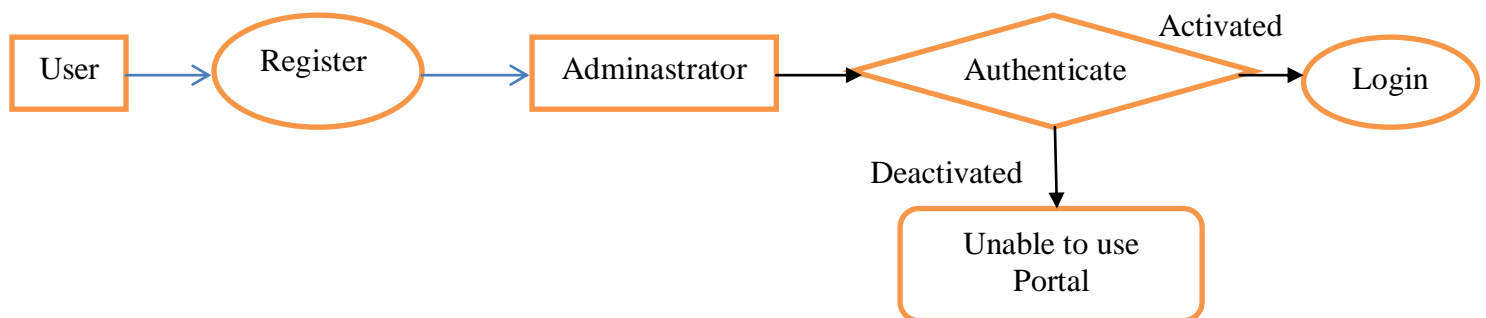 User
Register
Adminastrator
Authenticate
Activated
Login
Deactivated
Unable to use
Portal